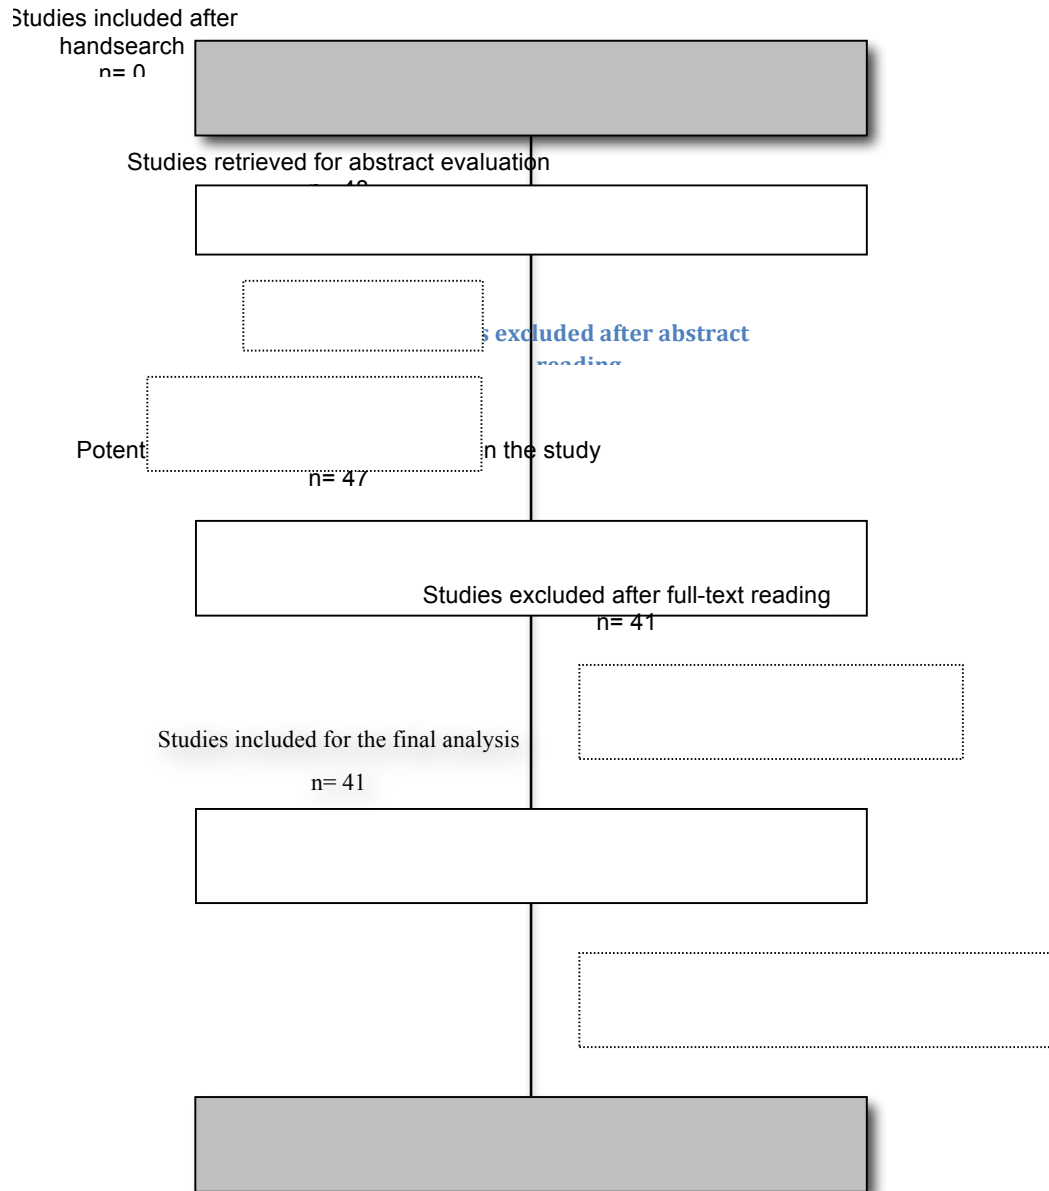 Studies included after
handsearch
n= 0
Studies retrieved for abstract evaluation
excluded after abstract
reading
Potent
n the study
n= 47
Studies excluded after full-text reading
n= 41
Studies included for the final analysis
n= 41